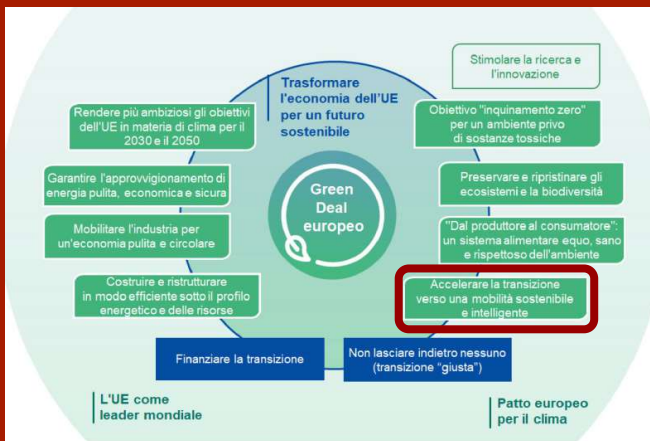 Stimolare la ricerca e
l'innovazione
Trasformare
l'economia dell'UE
per un futuro
sostenibile
Rendere più ambiziosi gli obiettivi
dell'UE in materia di clima per il
2030 e il 2050
Obiettivo "inquinamento zero"
per un ambiente privo
di sostanze tossiche
Garantire l'approvvigionamento di
energia pulita, economica e sicura
Preservare e ripristinare gli
ecosistemi e la biodiversità
Green
Deal
europeo
Mobilitare l'industria per
un'economia pulita e circolare
"Dal produttore al consumatore":
un sistema alimentare equo, sano
e rispettoso dell'ambiente
Costruire e ristrutturare
in modo efficiente sotto il profilo
energetico e delle risorse
Accelerare la transizione
verso una mobilità sostenibile
e intelligente
Finanziare la transizione
Non lasciare indietro nessuno
(transizione "giusta")
L'UE come
leader mondiale
Patto europeo
per il clima